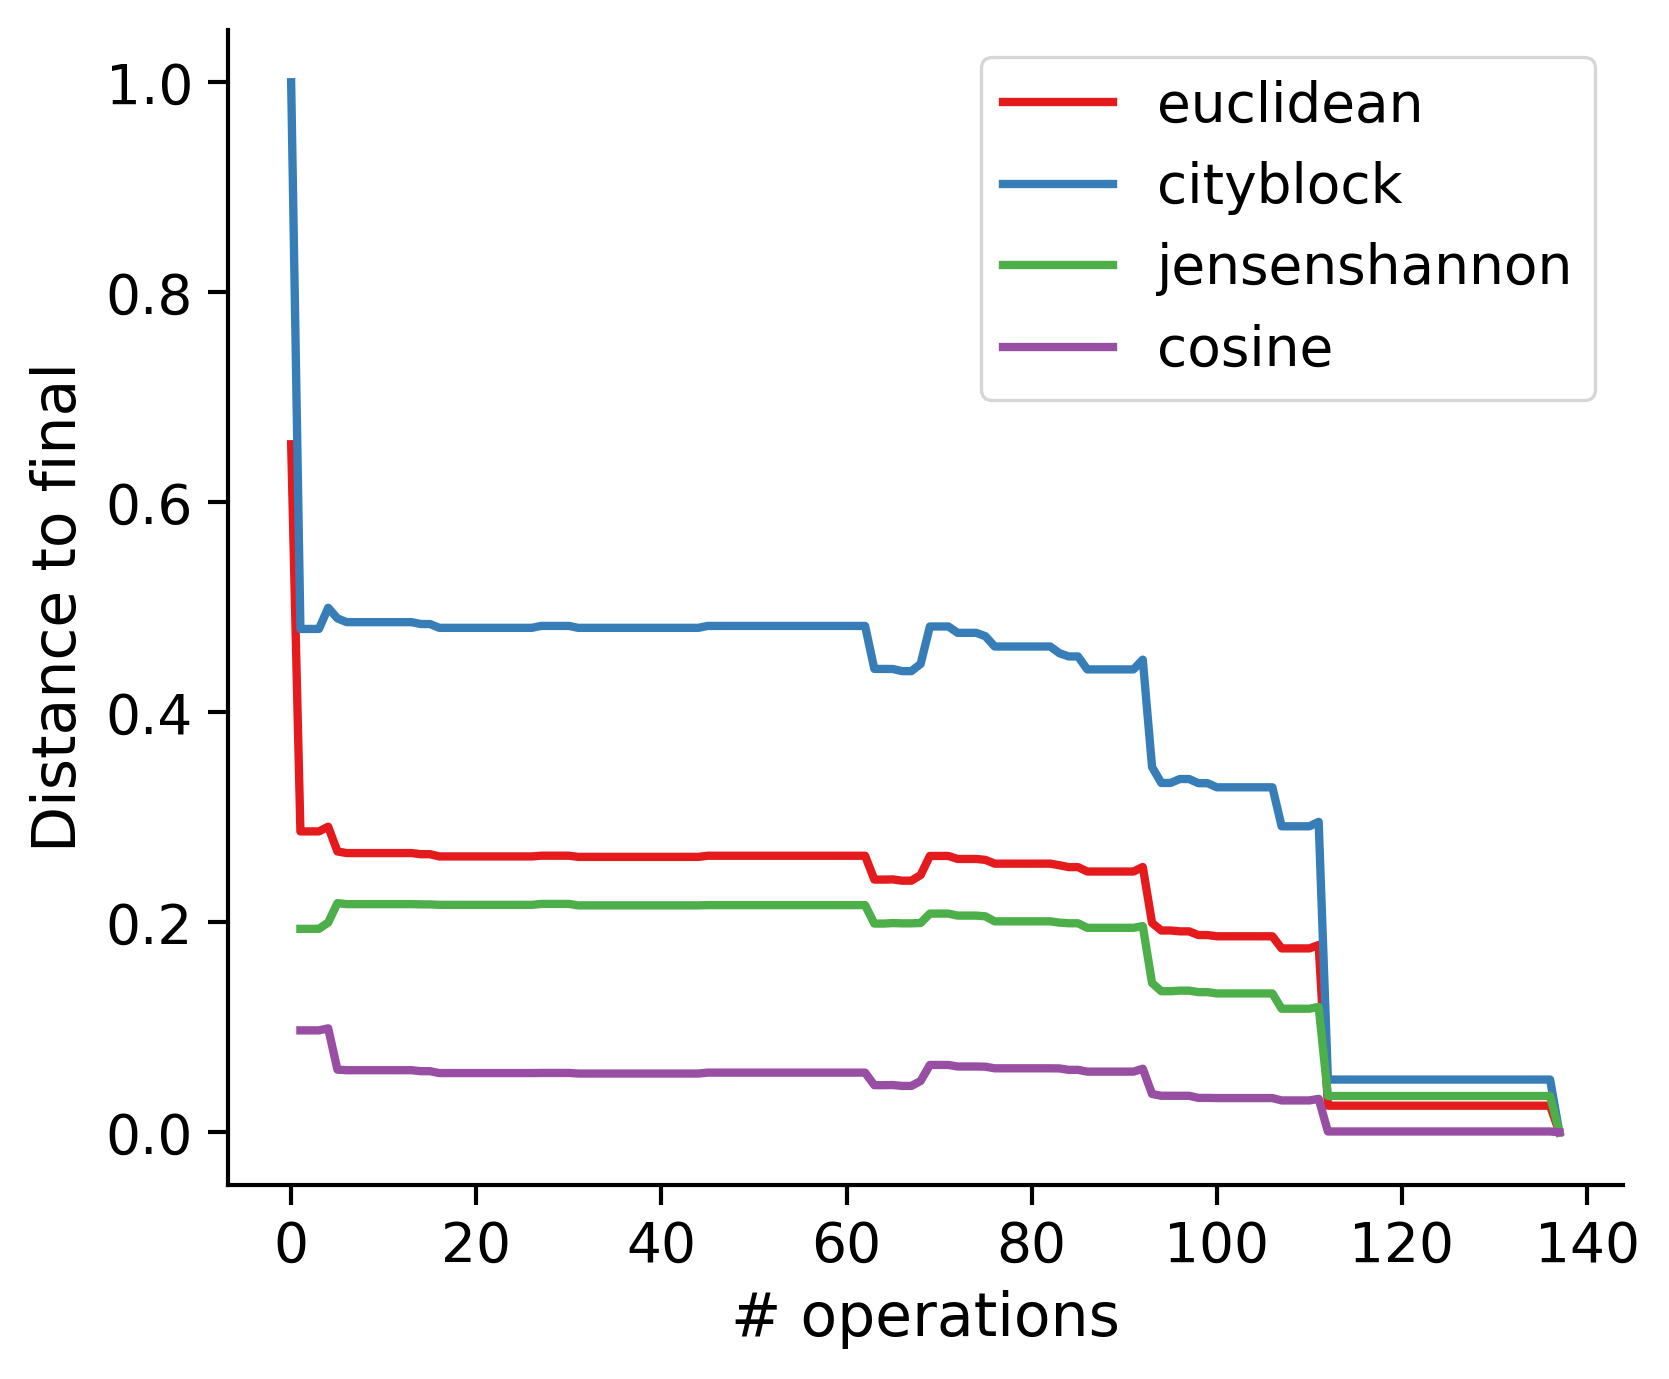 euclidean
cityblock
jensenshannon
cosine
Distance to final
1.0
0.8
0.6
0.4
0.2
0.0
0 20 40 60 80 100 120 140
# operations